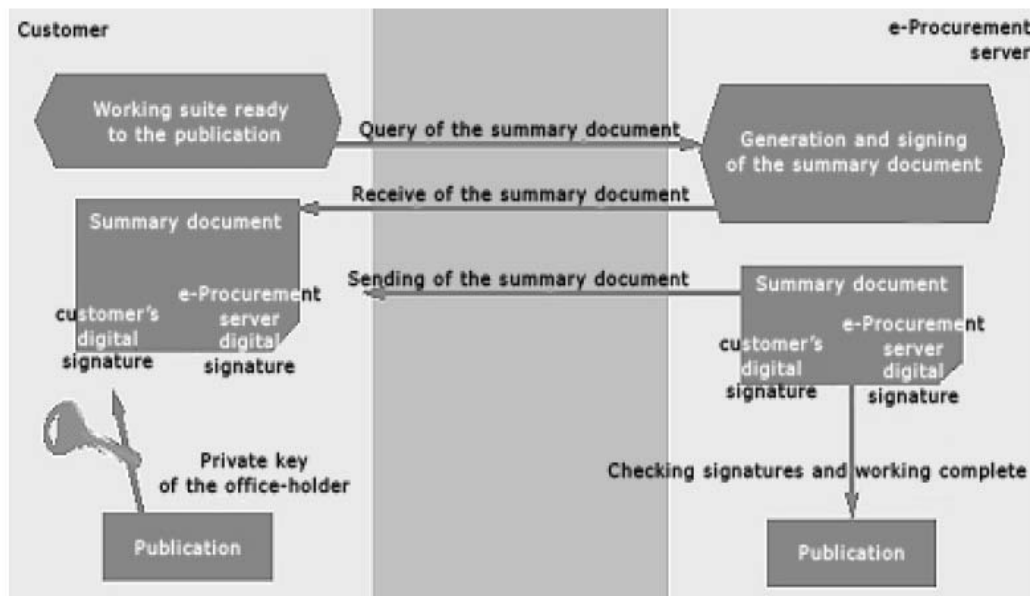 Customer
e-Procurement
server
Working suite ready
to the publication
Query of the summary document
Generation and signing
of the summary document
Receive of the summary document
Summary document
e-Procurement
server
digital
signature
customer's
digital
signature
Sending of the summary document
Summary document
e-Procurement
server
digital
signature
customer's
digital
signature
Private key
of the office-holder
Checking signatures and working complete
Publication
Publication